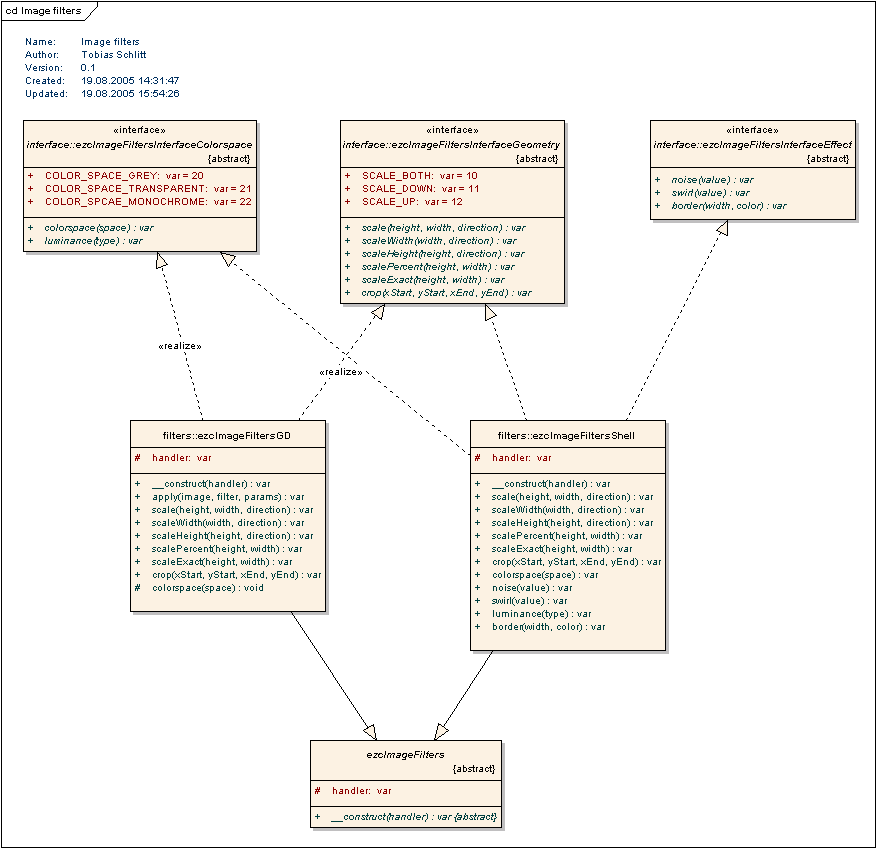 cd Image filters
Name: Image filters
Author: Tobias Schlitt
Version: 0.1
Created: 19.08.2005 14:31:47
Updated: 19.08.2005 15:54:26
«interface»
interface::ezcImageFiltersInterfaceColorspace
{abstract}
+ COLOR_SPACE_GREY: var = 20
+ COLOR_SPACE_TRANSPARENT: var = 21
+ COLOR_SPCAE_MONOCHROME: var = 22
+ colorspace(space) : var
+ luminance(type) : var
«interface»
interface::ezcImageFiltersInterfaceGeometry
{abstract}
+ SCALE_BOTH: var = 10
+ SCALE_DOWN: var = 11
+ SCALE_UP: var = 12
+ scale(height, width, direction) : var
+ scaleWidth(width, direction) : var
+ scaleHeight(height, direction) : var
+ scalePercent(height, width) : var
+ scaleExact(height, width) : var
+ crop(xStart, yStart, xEnd, yEnd) : var
«interface»
interface::ezcImageFiltersInterfaceEffect
{abstract}
+ noise(value) : var
+ swirl(value) : var
+ border(width, color) : var
«realize»
«realize»
filters::ezcImageFiltersGD
# handler: var
+ __construct(handler) : var
+ apply(image, filter, params) : var
+ scale(height, width, direction) : var
+ scaleWidth(width, direction) : var
+ scaleHeight(height, direction) : var
+ scalePercent(height, width) : var
+ scaleExact(height, width) : var
+ crop(xStart, yStart, xEnd, yEnd) : var
# colorspace(space) : void
filters::ezcImageFiltersShell
# handler: var
+ __construct(handler) : var
+ scale(height, width, direction) : var
+ scaleWidth(width, direction) : var
+ scaleHeight(height, direction) : var
+ scalePercent(height, width) : var
+ scaleExact(height, width) : var
+ crop(xStart, yStart, xEnd, yEnd) : var
+ colorspace(space) : var
+ noise(value) : var
+ swirl(value) : var
+ luminance(type) : var
+ border(width, color) : var
ezcImageFilters
{abstract}
# handler: var
+ __construct(handler) : var {abstract}